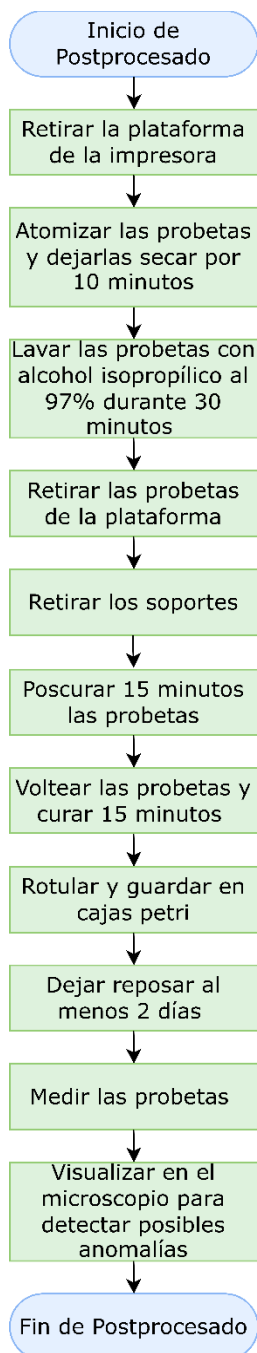 Inicio de
Postprocesado
Retirar la plataforma
de la impresora
Atomizar las probetas
y dejarlas secar por
10 minutos
Lavar las probetas con
alcohol isopropílico al
97% durante 30
minutos
Retirar las probetas
de la plataforma
Retirar los soportes
Poscurar 15 minutos
las probetas
Voltear las probetas y
curar 15 minutos
Rotular y guardar en
cajas petri
Dejar reposar al
menos 2 días
Medir las probetas
Visualizar en el
microscopio para
detectar posibles
anomalías
Fin de Postprocesado